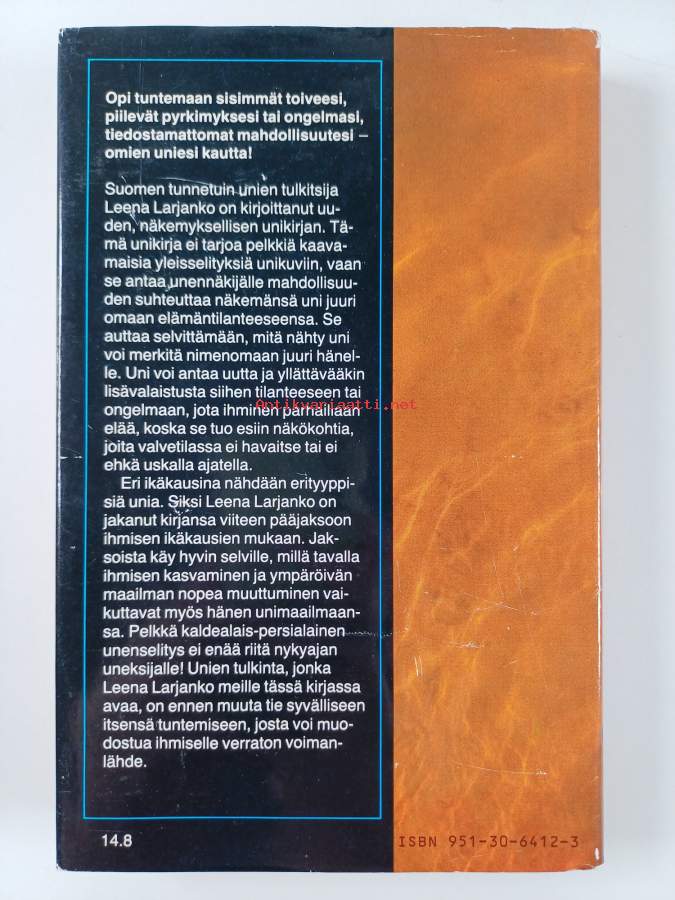 Opi tuntemaan sisimmät toiveesi,
piilevät pyrkimyksesi tai ongelmasi,
tiedostamattomat mahdollisuutesi –
omien uniesi kautta!
Suomen tunnetuin unien tulkitsija
Leena Larjanko on kirjoittanut uu-
den, näkemyksellisen unikirjan. Tä-
mä unikirja ei tarjoa pelkkiä kaava-
maisia yleisselityksiä unikuviin, vaan
se antaa unennäkijälle mahdollisuu-
den suhteuttaa näkemänsä uni juuri
omaan elämäntilanteeseensa. Se
auttaa selvittämään, mitä nähty uni
voi merkitä nimenomaan juuri hänel-
le. Uni voi antaa uutta ja yllättävääkin
lisävalaistusta siihen tilanteeseen tai
Antikvariaatti.net
ongelmaan, jota ihminen parhaillaan
elää, koska se tuo esiin näkökohtia,
joita valvetilassa ei havaitse tai ei
ehkä uskalla ajatella.
Eri ikäkausina nähdään erityyppi-
siä unia. Siksi Leena Larjanko on
jakanut kirjansa viiteen pääjaksoon
ihmisen ikäkausien mukaan. Jak-
soista käy hyvin selville, millä tavalla
ihmisen kasvaminen ja ympäröivän
maailman nopea muuttuminen vai-
kuttavat myös hänen unimaailmaan-
sa. Pelkkä kaldealais-persialainen
unenselitys ei enää riitä nykyajan
uneksijalle! Unien tulkinta, jonka
Leena Larjanko meille tässä kirjassa
avaa, on ennen muuta tie syvälliseen
itsensä tuntemiseen, josta voi muo-
dostua ihmiselle verraton voiman-
lähde.
14.8
ISBN 951-30-6412-3